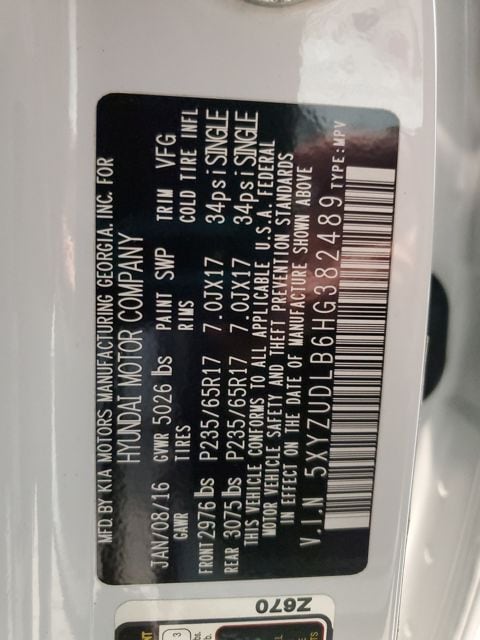 MFD. BY KIA MOTORS MANUFACTURING GEORGIA. INC. FOR
HYUNDAI MOTOR COMPANY
JAN/08/16 GVWR 5026 lbs PAINT SWP TRIM VFG
GAWR TIRES RIMS COLD TIRE INFL
FRONT 2976 lbs P235/65R17 7.0JX17 34psi SINGLE
REAR 3075 lbs P235/65R17 7.0JX17 34psi SINGLE
THIS VEHICLE CONFORMS TO ALL APPLICABLE U.S.A. FEDERAL
MOTOR VEHICLE SAFETY AND THEFT PREVENTION STANDARDS
IN EFFECT ON THE DATE OF MANUFACTURE SHOWN ABOVE
V.I.N 5XYZUDLB6HG382489 TYPE:MPV
Z670
3